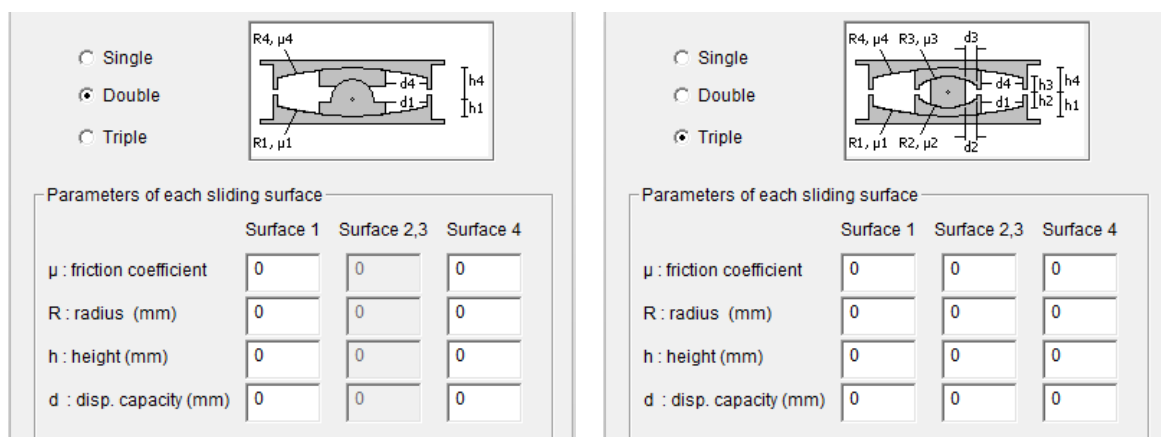 Single
Double
Triple
R4, μ4
d4
h4
d1
h1
R1, μ1
Parameters of each sliding surface
Surface 1 Surface 2,3 Surface 4
μ : friction coefficient 0 0 0
R : radius (mm) 0 0 0
h : height (mm) 0 0 0
d : disp. capacity (mm) 0 0 0
Single
Double
Triple
R4, μ4 R3, μ3 d3
d4 h3 h4
d1 h2 h1
R1, μ1 R2, μ2 d2
Parameters of each sliding surface
Surface 1 Surface 2,3 Surface 4
μ : friction coefficient 0 0 0
R : radius (mm) 0 0 0
h : height (mm) 0 0 0
d : disp. capacity (mm) 0 0 0